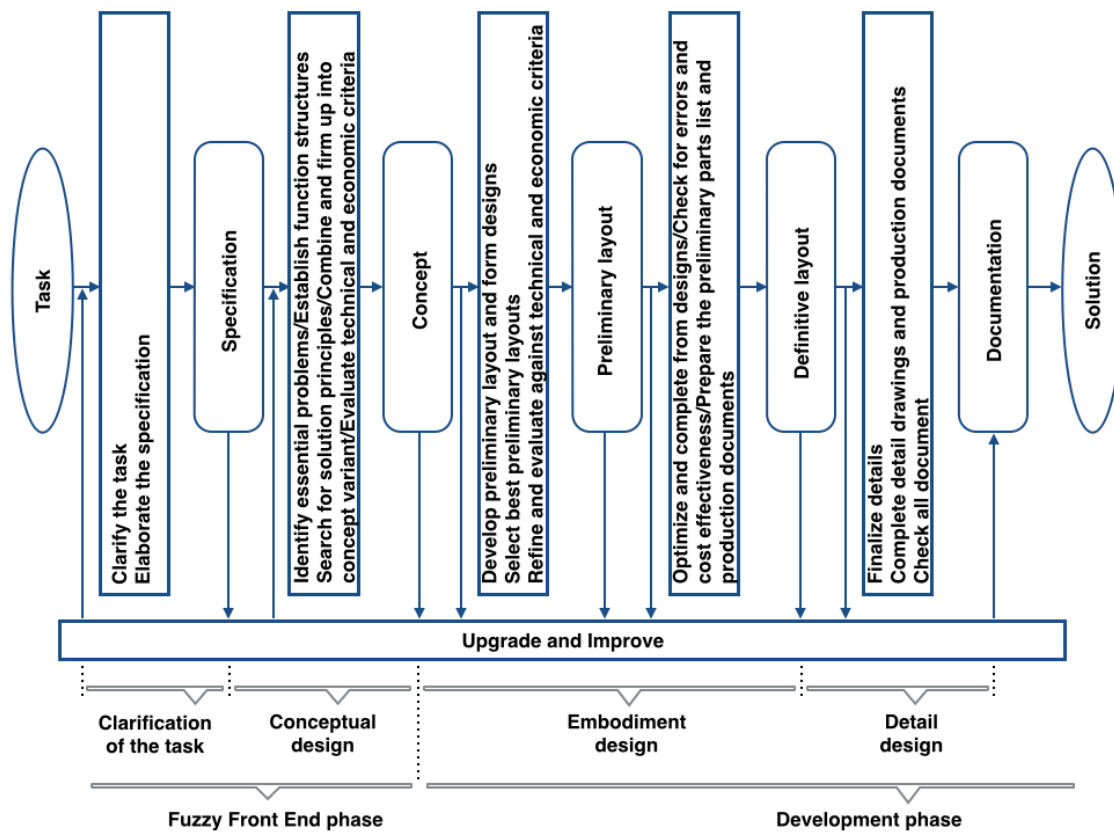 Task
Clarify the task
Elaborate the specification
Specification
Identify essential problems/Establish function structures
Search for solution principles/Combine and firm up into
concept variant/Evaluate technical and economic criteria
Concept
Develop preliminary layout and form designs
Select best preliminary layouts
Refine and evaluate against technical and economic criteria
Preliminary layout
Optimize and complete from designs/Check for errors and
cost effectiveness/Prepare the preliminary parts list and
production documents
Definitive layout
Finalize details
Complete detail drawings and production documents
Check all document
Documentation
Solution
Upgrade and Improve
Clarification
of the task
Conceptual
design
Embodiment
design
Detail
design
Fuzzy Front End phase
Development phase